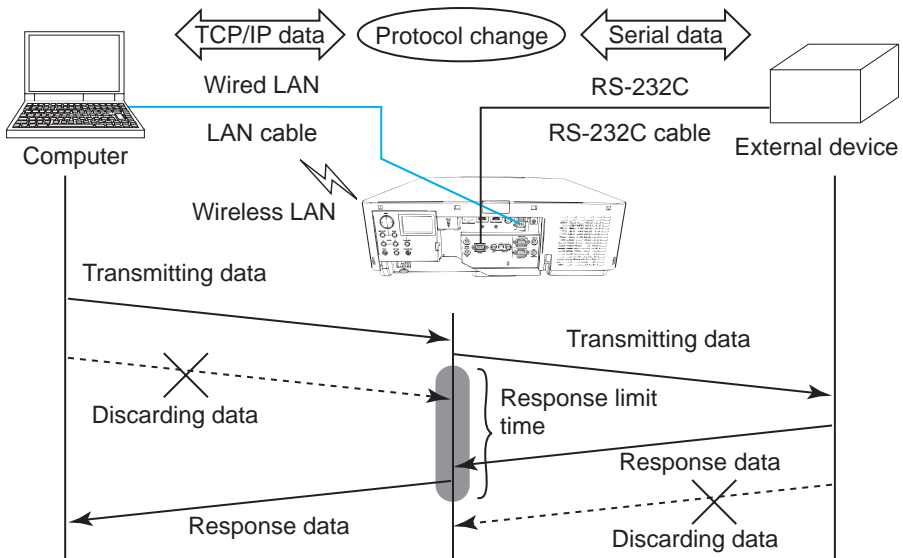 TCP/IP data
Protocol change
Serial data
Wired LAN
RS-232C
LAN cable
RS-232C cable
Computer
External device
Wireless LAN
Transmitting data
Transmitting data
Discarding data
Response limit
time
Response data
Response data
Discarding data